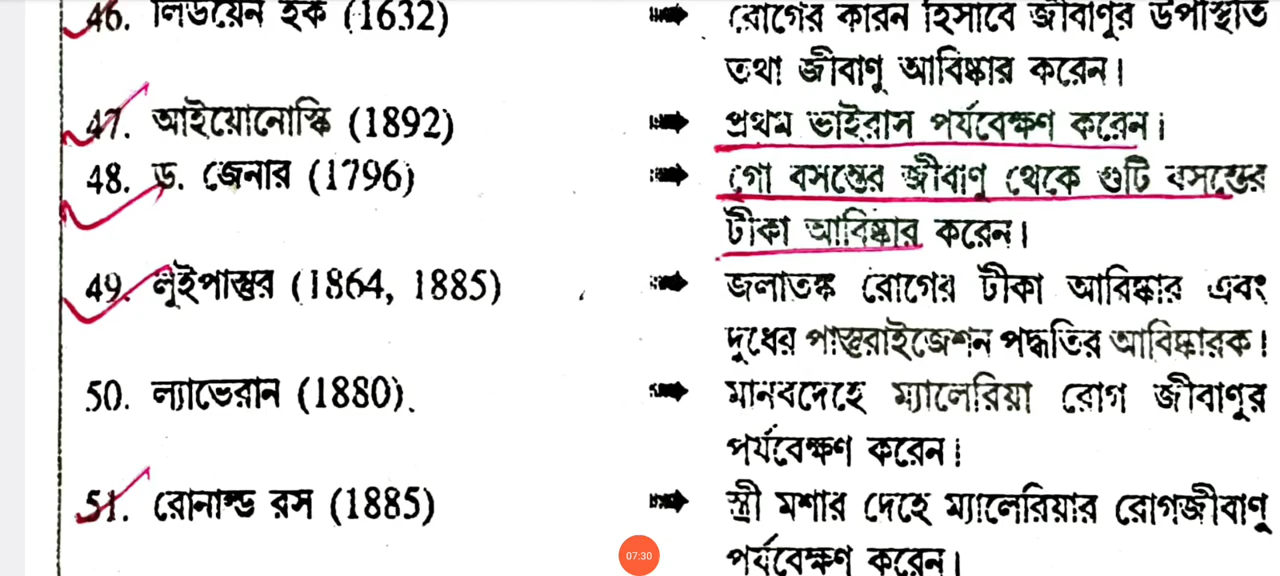 46. লিউয়েন হক (1632) ➠ রোগের কারন হিসাবে জীবাণুর উপস্থিতি
তথা জীবাণু আবিষ্কার করেন।
47. আইয়োনোস্কি (1892) ➠ প্রথম ভাইরাস পর্যবেক্ষণ করেন।
48. ড. জেনার (1796) ➠ গো বসন্তের জীবাণু থেকে গুটি বসন্তের
টীকা আবিষ্কার করেন।
49. লুইপাস্তুর (1864, 1885) ➠ জলাতঙ্ক রোগের টীকা আবিষ্কার এবং
দুধের পাস্তুরাইজেশন পদ্ধতির আবিষ্কারক।
50. ল্যাভেরান (1880). ➠ মানবদেহে ম্যালেরিয়া রোগ জীবাণুর
পর্যবেক্ষণ করেন।
51. রোনাল্ড রস (1885) ➠ স্ত্রী মশার দেহে ম্যালেরিয়ার রোগজীবাণু
পর্যবেক্ষণ করেন।
07:30